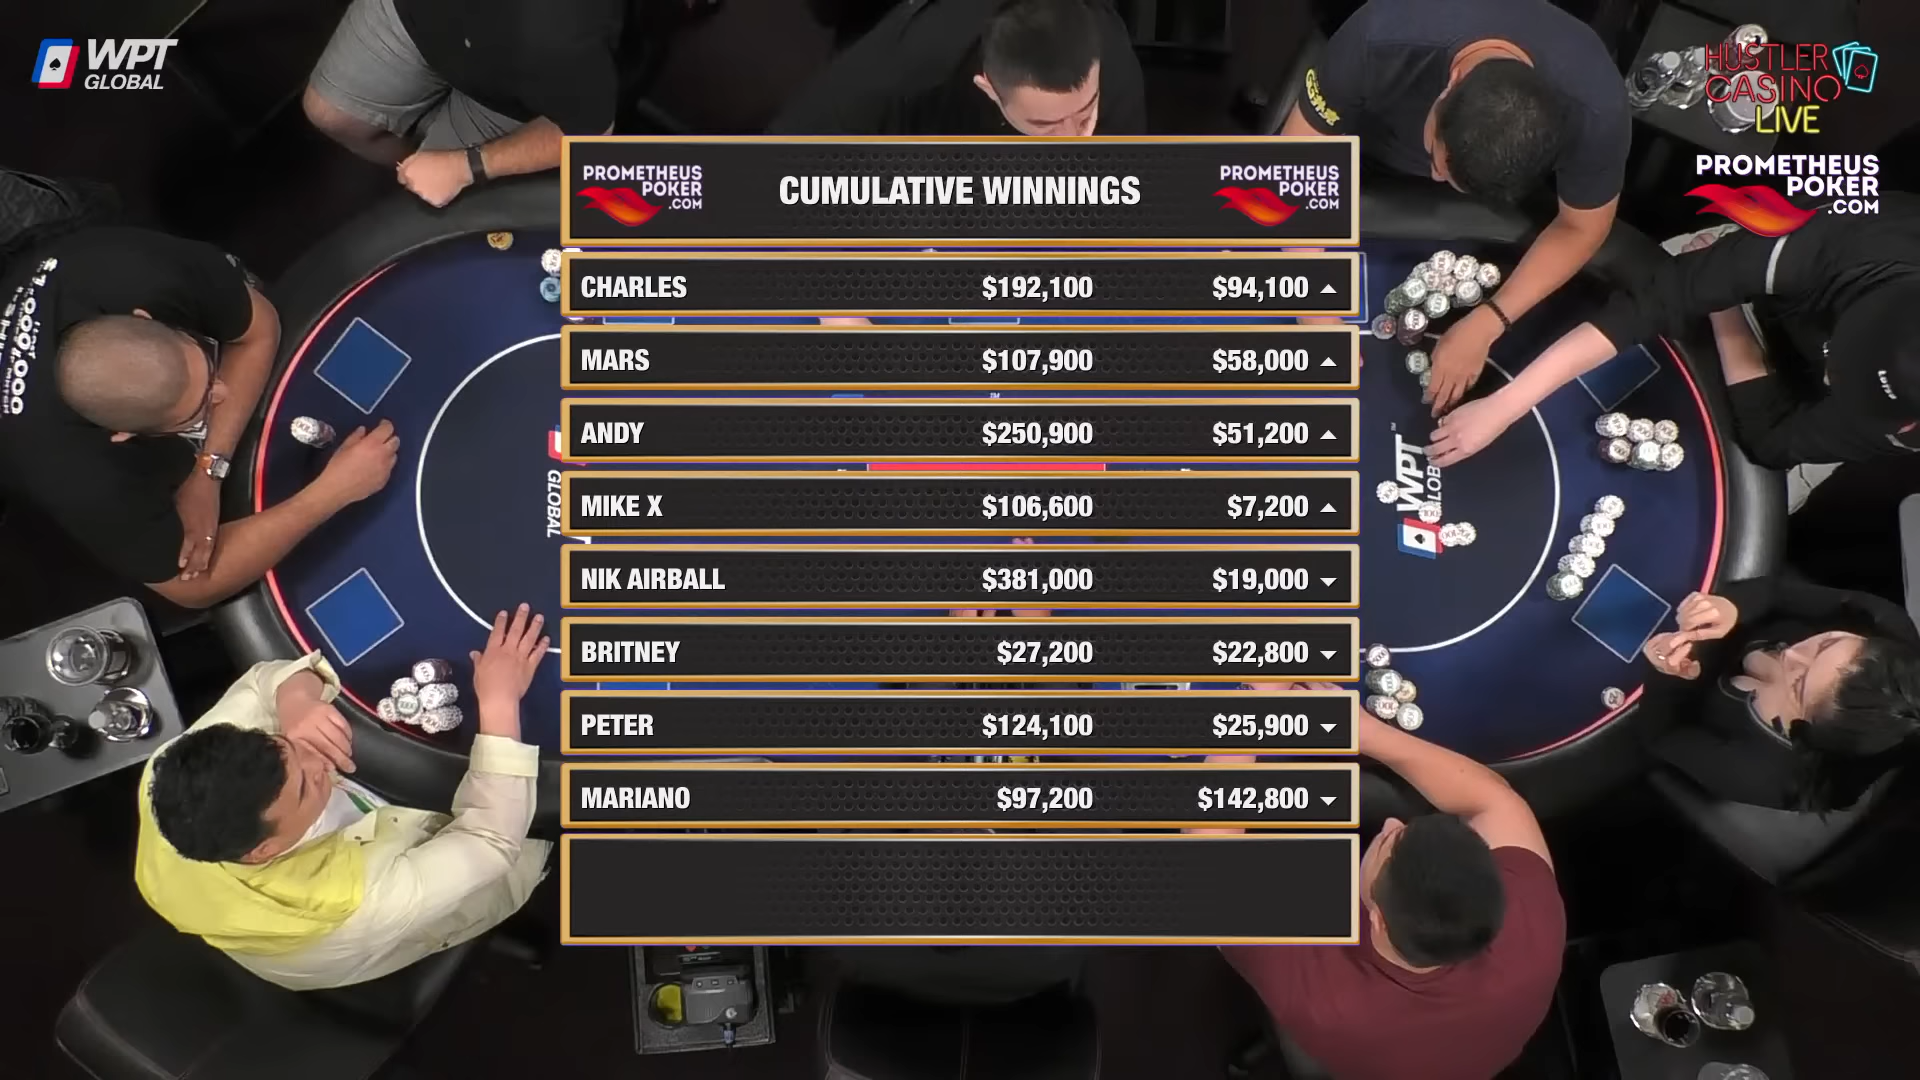 WPT
GLOBAL
HUSTLER
CASINO
LIVE
PROMETHEUS
POKER
.COM
PROMETHEUS
POKER
.COM
CUMULATIVE WINNINGS
PROMETHEUS
POKER
.COM
CHARLES $192,100 $94,100
MARS $107,900 $58,000
ANDY $250,900 $51,200
MIKE X $106,600 $7,200
NIK AIRBALL $381,000 $19,000
BRITNEY $27,200 $22,800
PETER $124,100 $25,900
MARIANO $97,200 $142,800
GLOBAL
WPT